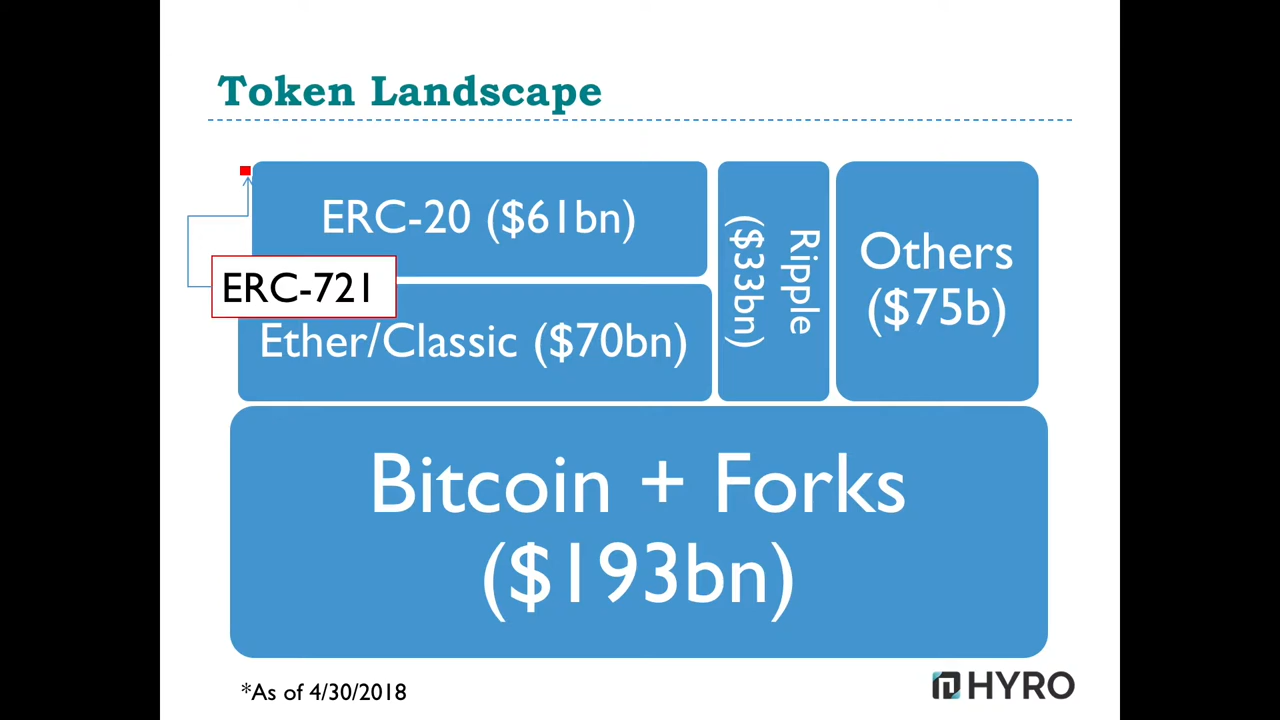 Token Landscape
ERC-20 ($61bn)
ERC-721
Ether/Classic ($70bn)
Ripple
($33bn)
Others
($75b)
Bitcoin + Forks
($193bn)
*As of 4/30/2018
HYRO